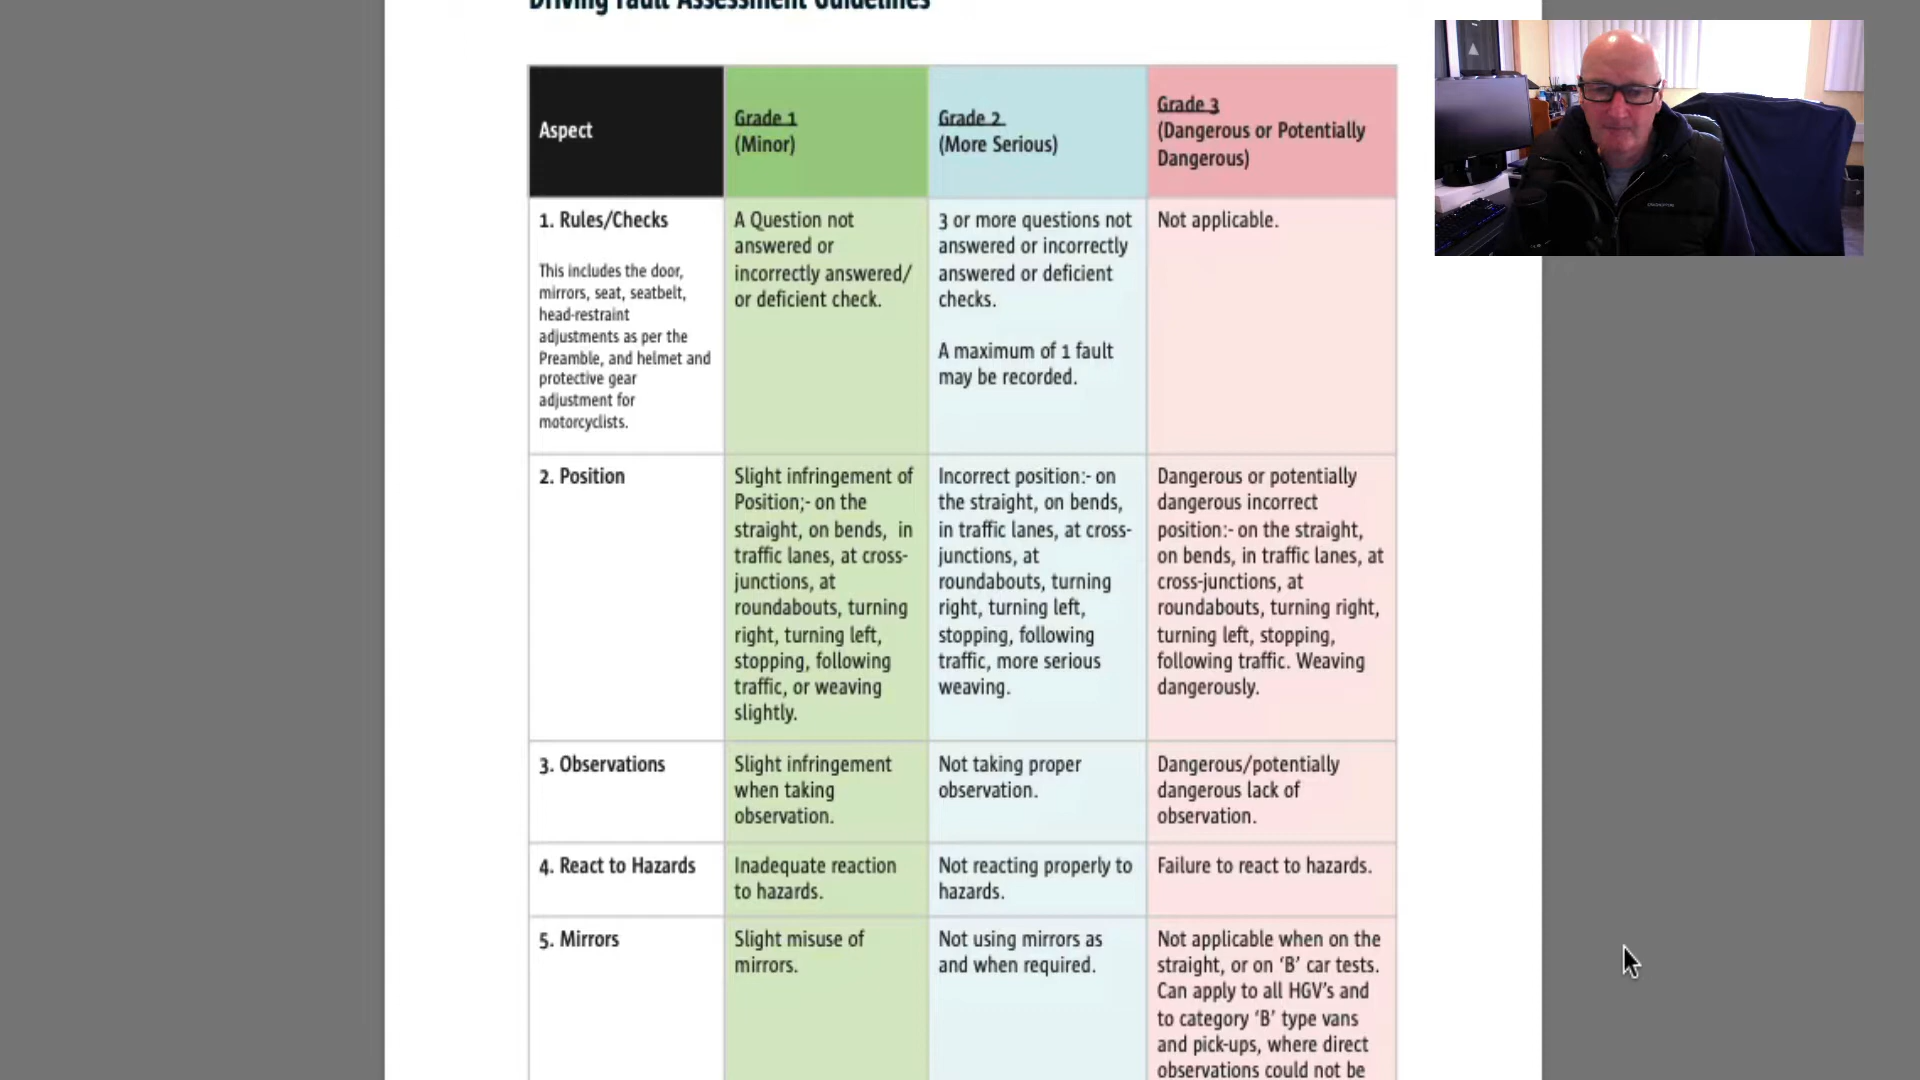 Driving Fault Assessment Guidelines
Aspect
Grade 1
(Minor)
Grade 2
(More Serious)
Grade 3
(Dangerous or Potentially
Dangerous)
1. Rules/Checks
This includes the door,
mirrors, seat, seatbelt,
head-restraint
adjustments as per the
Preamble, and helmet and
protective gear
adjustment for
motorcyclists.
A Question not
answered or
incorrectly answered/
or deficient check.
3 or more questions not
answered or incorrectly
answered or deficient
checks.
A maximum of 1 fault
may be recorded.
Not applicable.
2. Position
Slight infringement of
Position;- on the
straight, on bends, in
traffic lanes, at cross-
junctions, at
roundabouts, turning
right, turning left,
stopping, following
traffic, or weaving
slightly.
Incorrect position:- on
the straight, on bends,
in traffic lanes, at cross-
junctions, at
roundabouts, turning
right, turning left,
stopping, following
traffic, more serious
weaving.
Dangerous or potentially
dangerous incorrect
position:- on the straight,
on bends, in traffic lanes, at
cross-junctions, at
roundabouts, turning right,
turning left, stopping,
following traffic. Weaving
dangerously.
3. Observations
Slight infringement
when taking
observation.
Not taking proper
observation.
Dangerous/potentially
dangerous lack of
observation.
4. React to Hazards
Inadequate reaction
to hazards.
Not reacting properly to
hazards.
Failure to react to hazards.
5. Mirrors
Slight misuse of
mirrors.
Not using mirrors as
and when required.
Not applicable when on the
straight, or on ‘B’ car tests.
Can apply to all HGV’s and
to category ‘B’ type vans
and pick-ups, where direct
observations could not be